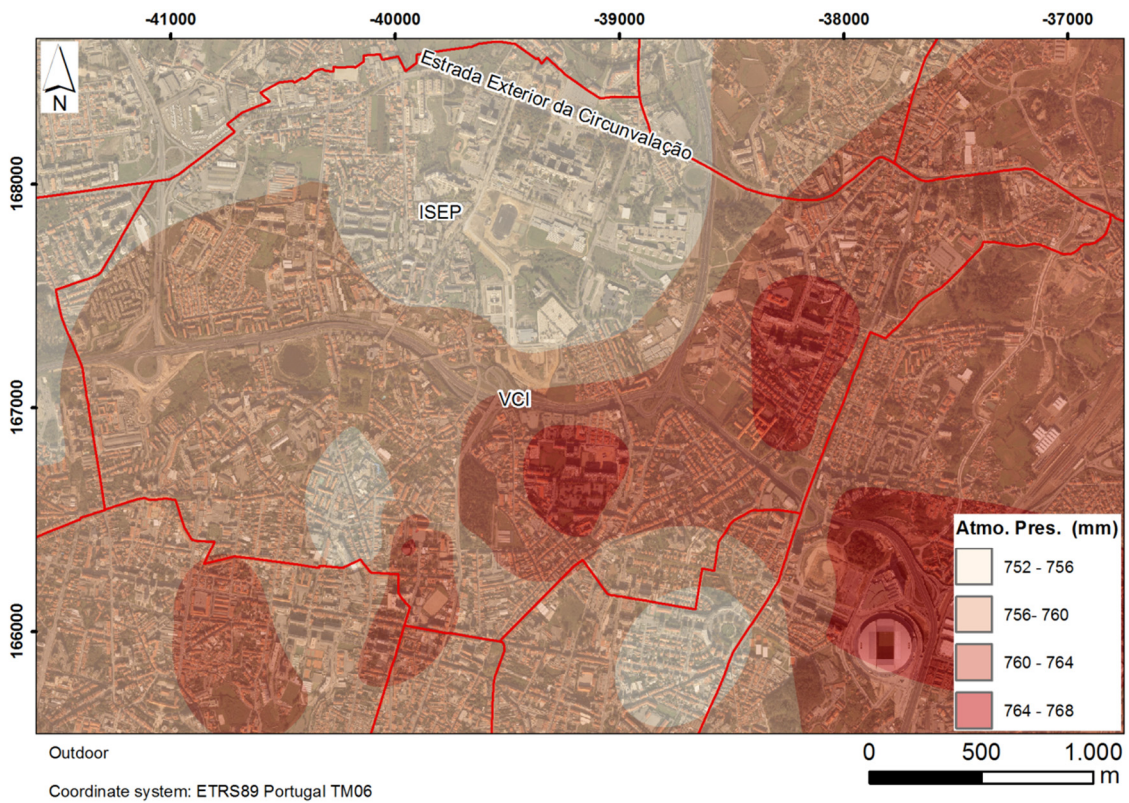 -41000 -40000 -39000 -38000 -37000
N
Estrada Exterior da Circunvalação
168000
ISEP
167000
VCI
166000
Atmo. Pres. (mm)
752 - 756
756- 760
760 - 764
764 - 768
Outdoor
0 500 1.000
m
Coordinate system: ETRS89 Portugal TM06